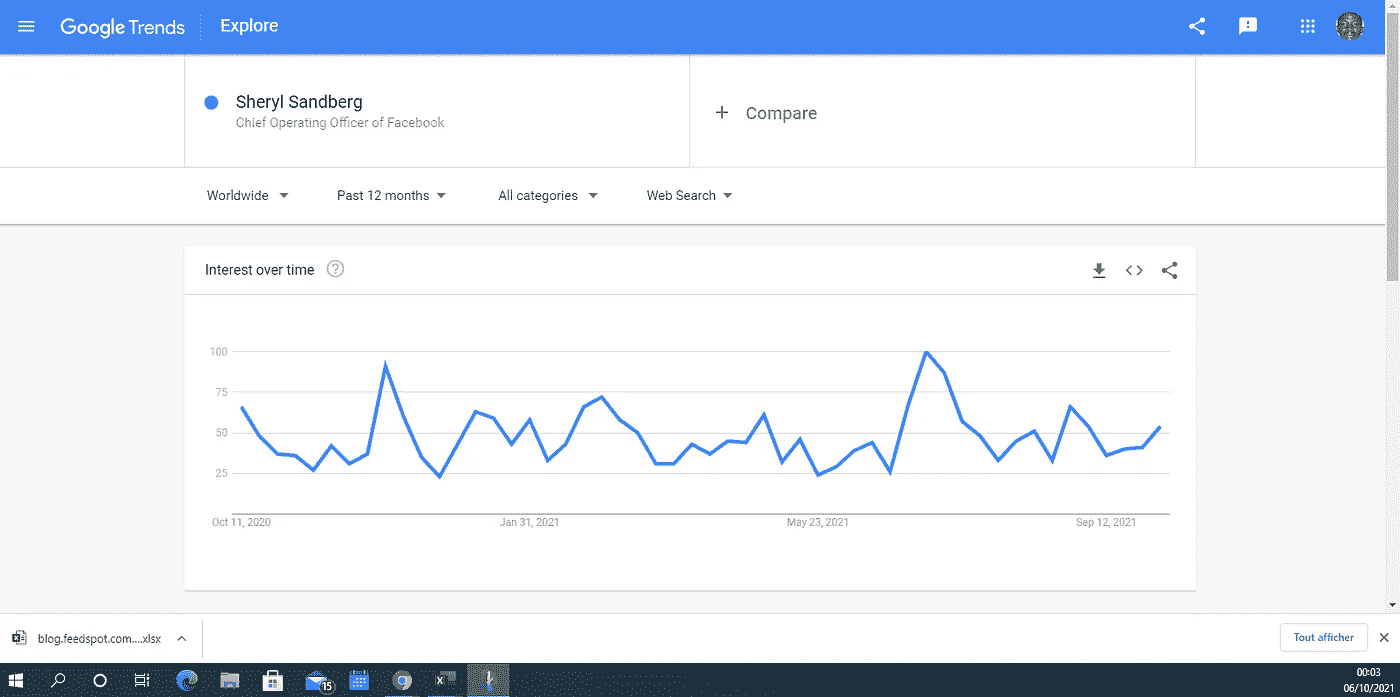 Google Trends Explore
Sheryl Sandberg
Chief Operating Officer of Facebook
+ Compare
Worldwide Past 12 months All categories Web Search
Interest over time ?
100
75
50
25
Oct 11, 2020 Jan 31, 2021 May 23, 2021 Sep 12, 2021
blog.feedspot.com....xlsx Tout afficher
15
00:03
06/10/2021